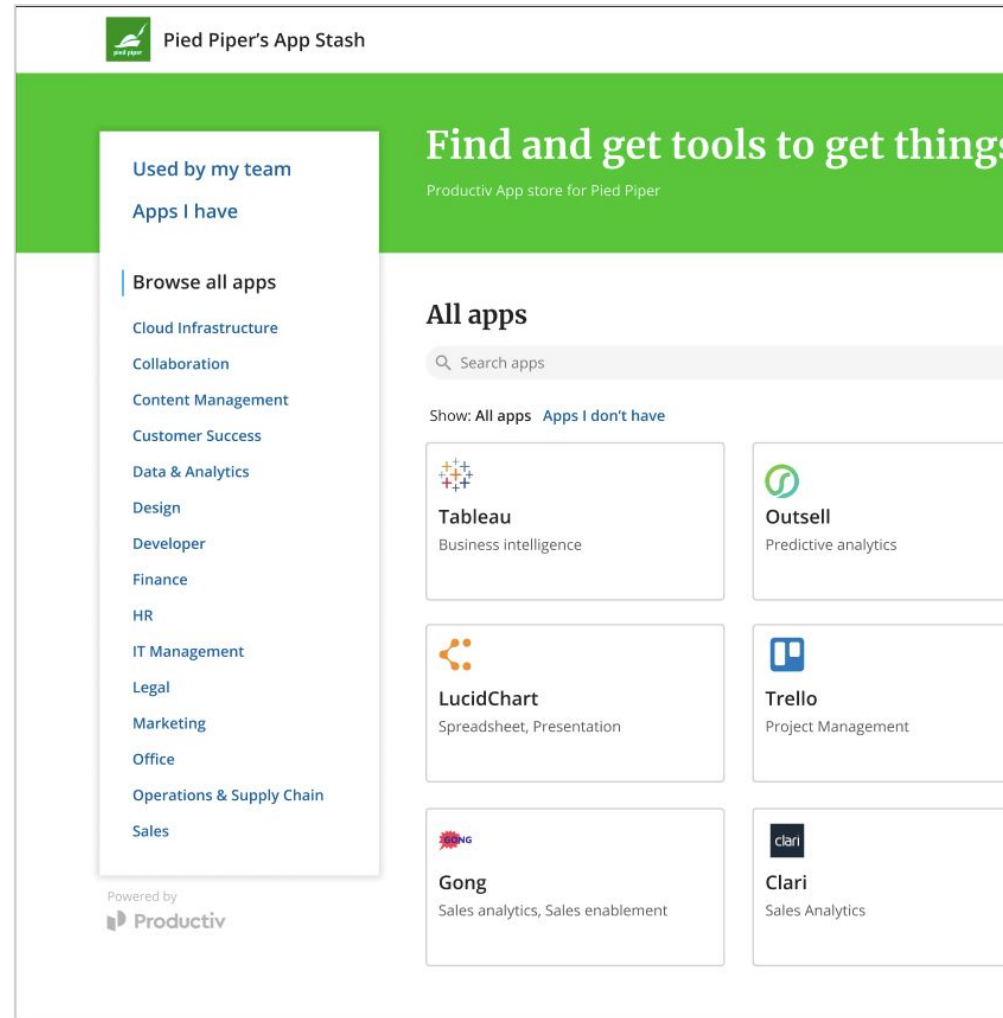 pied piper
Pied Piper's App Stash
Find and get tools to get things
Productiv App store for Pied Piper
Used by my team
Apps I have
Browse all apps
Cloud Infrastructure
Collaboration
Content Management
Customer Success
Data & Analytics
Design
Developer
Finance
HR
IT Management
Legal
Marketing
Office
Operations & Supply Chain
Sales
Powered by
Productiv
All apps
Search apps
Show: All apps Apps I don't have
Tableau
Business intelligence
Outsell
Predictive analytics
LucidChart
Spreadsheet, Presentation
Trello
Project Management
GONG
Gong
Sales analytics, Sales enablement
clari
Clari
Sales Analytics